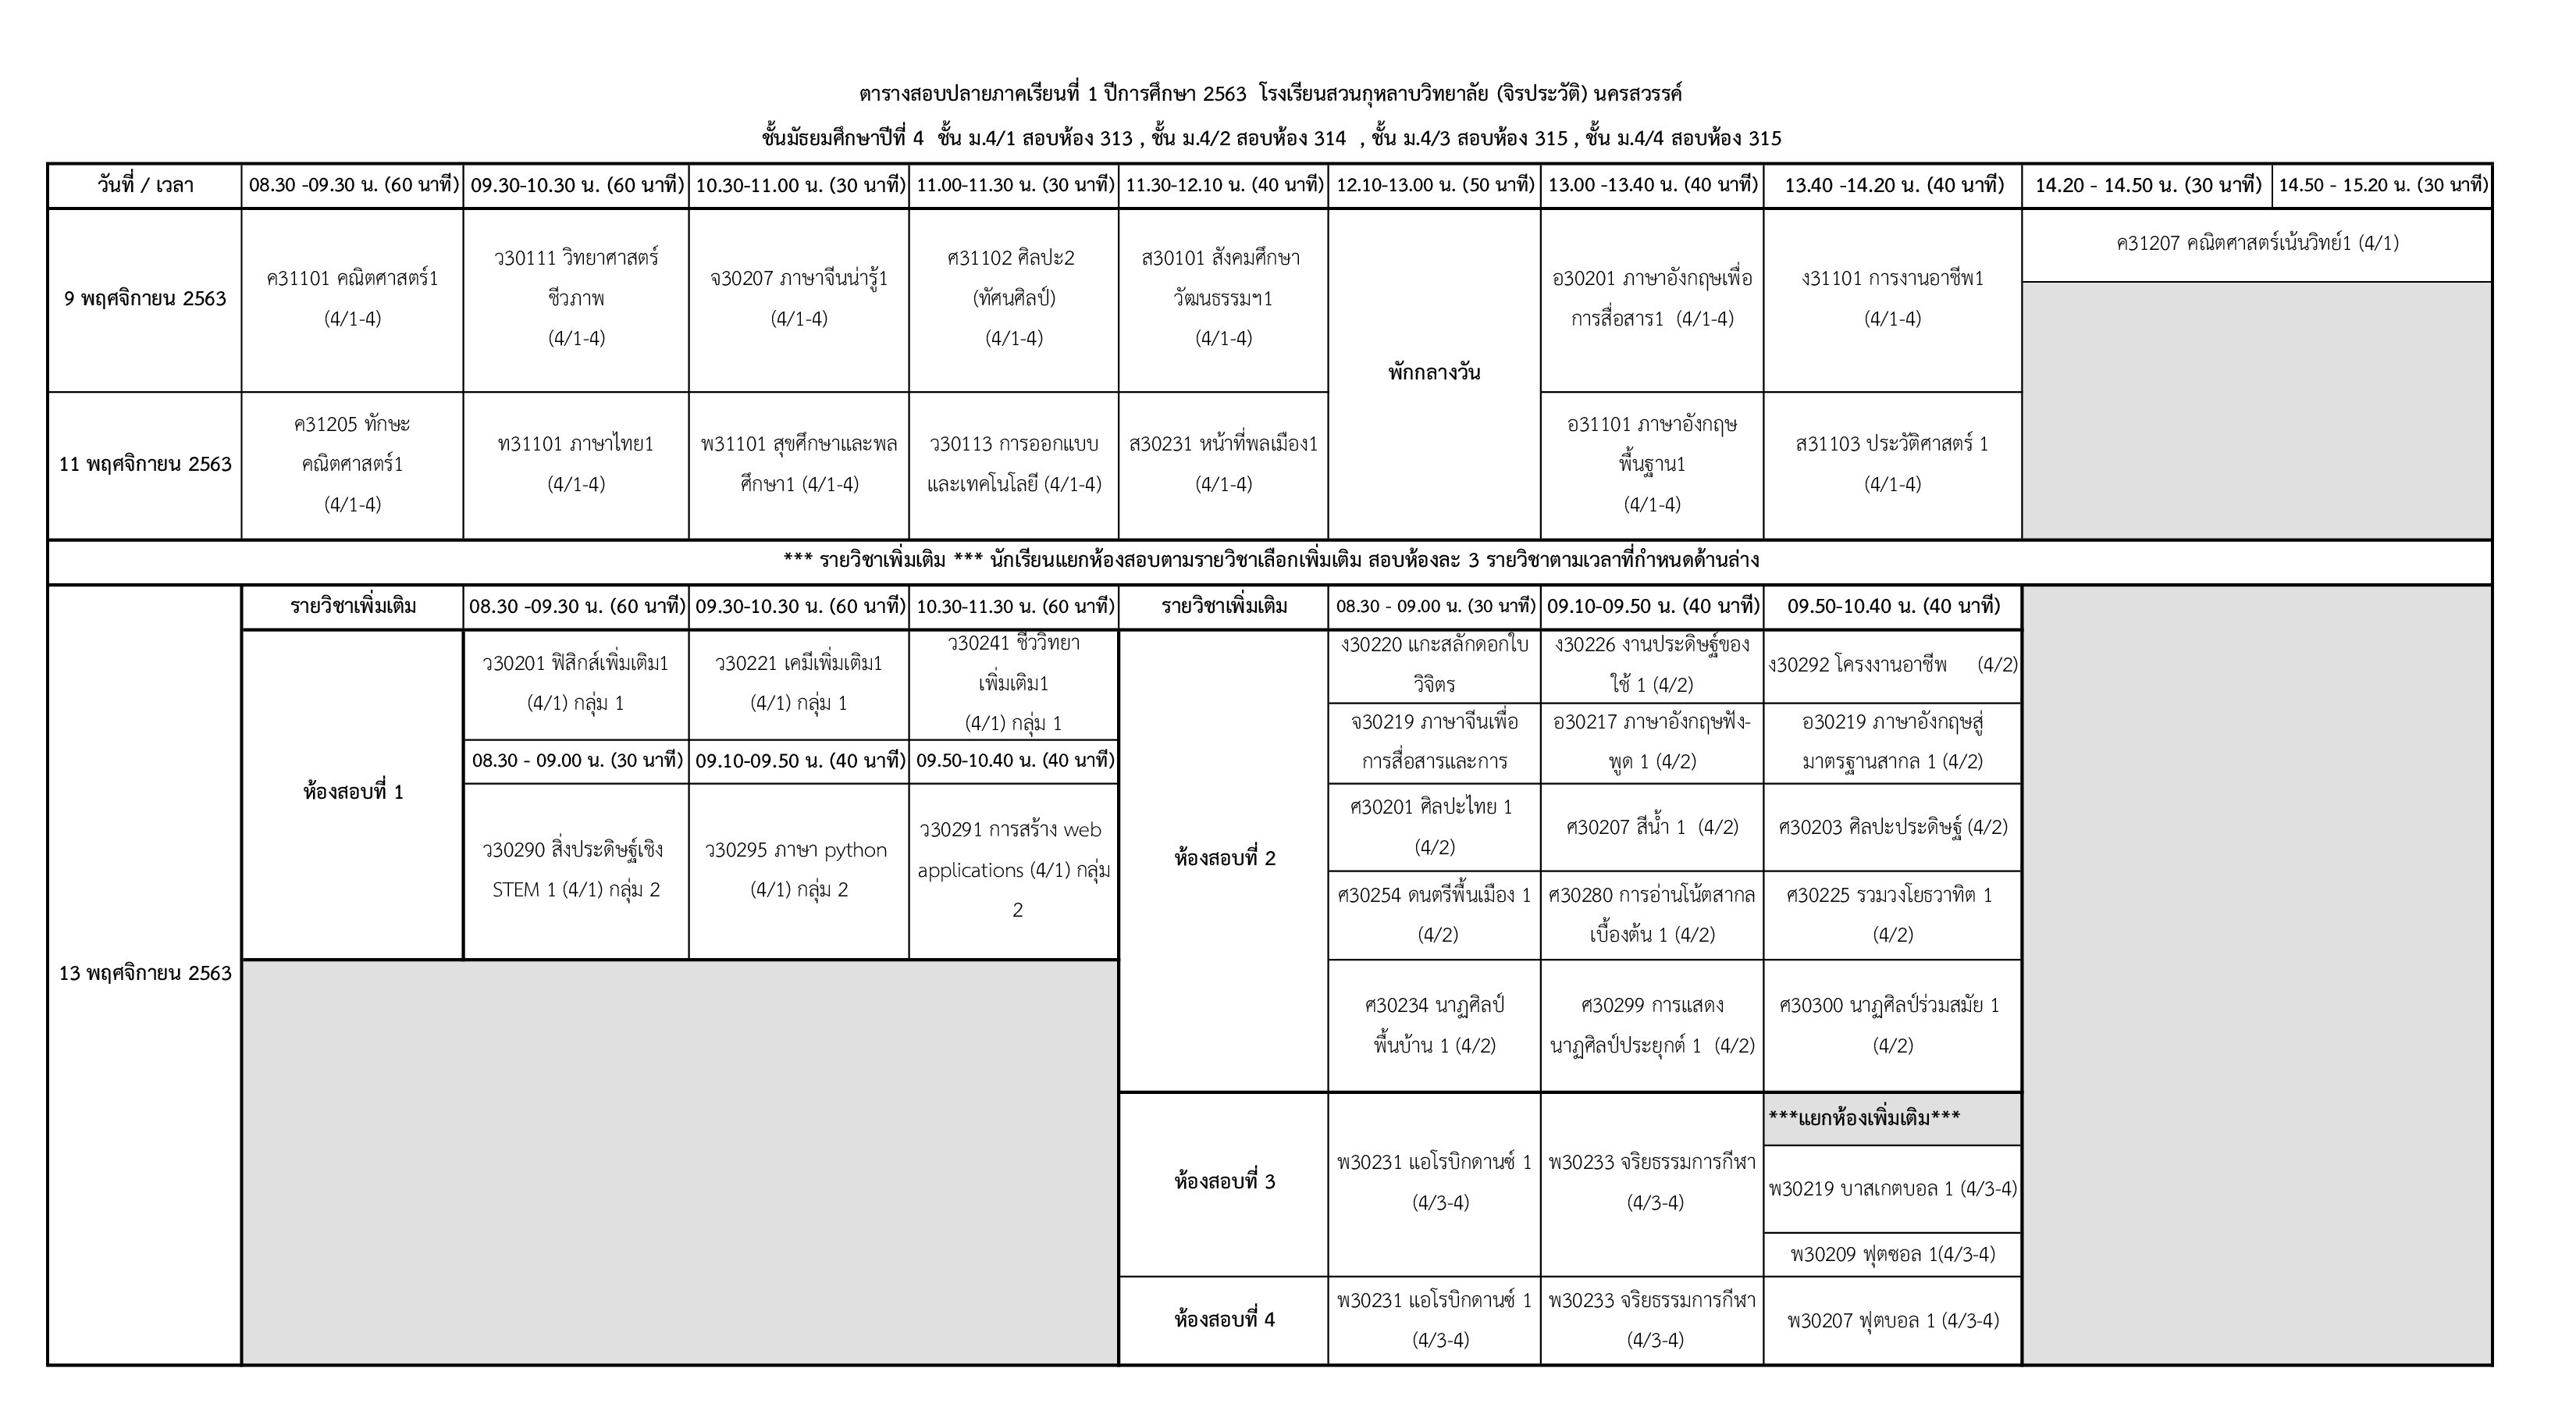 ตารางสอบปลายภาคเรียนที่ 1 ปีการศึกษา 2563 โรงเรียนสวนกุหลาบวิทยาลัย (จิรประวัติ) นครสวรรค์
ชั้นมัธยมศึกษาปีที่ 4 ชั้น ม.4/1 สอบห้อง 313 , ชั้น ม.4/2 สอบห้อง 314 , ชั้น ม.4/3 สอบห้อง 315 , ชั้น ม.4/4 สอบห้อง 315
วันที่ / เวลา
08.30 -09.30 น. (60 นาที)
09.30-10.30 น. (60 นาที)
10.30-11.00 น. (30 นาที)
11.00-11.30 น. (30 นาที)
11.30-12.10 น. (40 นาที)
12.10-13.00 น. (50 นาที)
13.00 -13.40 น. (40 นาที)
13.40 -14.20 น. (40 นาที)
14.20 - 14.50 น. (30 นาที)
14.50 - 15.20 น. (30 นาที)
9 พฤศจิกายน 2563
ค31101 คณิตศาสตร์1
(4/1-4)
ว30111 วิทยาศาสตร์
ชีวภาพ
(4/1-4)
จ30207 ภาษาจีนน่ารู้1
(4/1-4)
ศ31102 ศิลปะ2
(ทัศนศิลป์)
(4/1-4)
ส30101 สังคมศึกษา
วัฒนธรรมฯ1
(4/1-4)
พักกลางวัน
อ30201 ภาษาอังกฤษเพื่อ
การสื่อสาร1 (4/1-4)
ง31101 การงานอาชีพ1
(4/1-4)
ค31207 คณิตศาสตร์เน้นวิทย์1 (4/1)
11 พฤศจิกายน 2563
ค31205 ทักษะ
คณิตศาสตร์1
(4/1-4)
ท31101 ภาษาไทย1
(4/1-4)
พ31101 สุขศึกษาและพล
ศึกษา1 (4/1-4)
ว30113 การออกแบบ
และเทคโนโลยี (4/1-4)
ส30231 หน้าที่พลเมือง1
(4/1-4)
อ31101 ภาษาอังกฤษ
พื้นฐาน1
(4/1-4)
ส31103 ประวัติศาสตร์ 1
(4/1-4)
*** รายวิชาเพิ่มเติม *** นักเรียนแยกห้องสอบตามรายวิชาเลือกเพิ่มเติม สอบห้องละ 3 รายวิชาตามเวลาที่กำหนดด้านล่าง
13 พฤศจิกายน 2563
รายวิชาเพิ่มเติม
08.30 -09.30 น. (60 นาที)
09.30-10.30 น. (60 นาที)
10.30-11.30 น. (60 นาที)
รายวิชาเพิ่มเติม
08.30 - 09.00 น. (30 นาที)
09.10-09.50 น. (40 นาที)
09.50-10.40 น. (40 นาที)
ห้องสอบที่ 1
ว30201 ฟิสิกส์เพิ่มเติม1
(4/1) กลุ่ม 1
ว30221 เคมีเพิ่มเติม1
(4/1) กลุ่ม 1
ว30241 ชีววิทยา
เพิ่มเติม1
(4/1) กลุ่ม 1
08.30 - 09.00 น. (30 นาที)
09.10-09.50 น. (40 นาที)
09.50-10.40 น. (40 นาที)
ว30290 สิ่งประดิษฐ์เชิง
STEM 1 (4/1) กลุ่ม 2
ว30295 ภาษา python
(4/1) กลุ่ม 2
ว30291 การสร้าง web
applications (4/1) กลุ่ม
2
ห้องสอบที่ 2
ง30220 แกะสลักดอกใบ
วิจิตร
ง30226 งานประดิษฐ์ของ
ใช้ 1 (4/2)
ง30292 โครงงานอาชีพ (4/2)
จ30219 ภาษาจีนเพื่อ
การสื่อสารและการ
อ30217 ภาษาอังกฤษฟัง-
พูด 1 (4/2)
อ30219 ภาษาอังกฤษสู่
มาตรฐานสากล 1 (4/2)
ศ30201 ศิลปะไทย 1
(4/2)
ศ30207 สีน้ำ 1 (4/2)
ศ30203 ศิลปะประดิษฐ์ (4/2)
ศ30254 ดนตรีพื้นเมือง 1
(4/2)
ศ30280 การอ่านโน้ตสากล
เบื้องต้น 1 (4/2)
ศ30225 รวมวงโยธวาทิต 1
(4/2)
ศ30234 นาฏศิลป์
พื้นบ้าน 1 (4/2)
ศ30299 การแสดง
นาฏศิลป์ประยุกต์ 1 (4/2)
ศ30300 นาฏศิลป์ร่วมสมัย 1
(4/2)
ห้องสอบที่ 3
พ30231 แอโรบิกดานซ์ 1
(4/3-4)
พ30233 จริยธรรมการกีฬา
(4/3-4)
***แยกห้องเพิ่มเติม***
พ30219 บาสเกตบอล 1 (4/3-4)
พ30209 ฟุตซอล 1(4/3-4)
ห้องสอบที่ 4
พ30231 แอโรบิกดานซ์ 1
(4/3-4)
พ30233 จริยธรรมการกีฬา
(4/3-4)
พ30207 ฟุตบอล 1 (4/3-4)